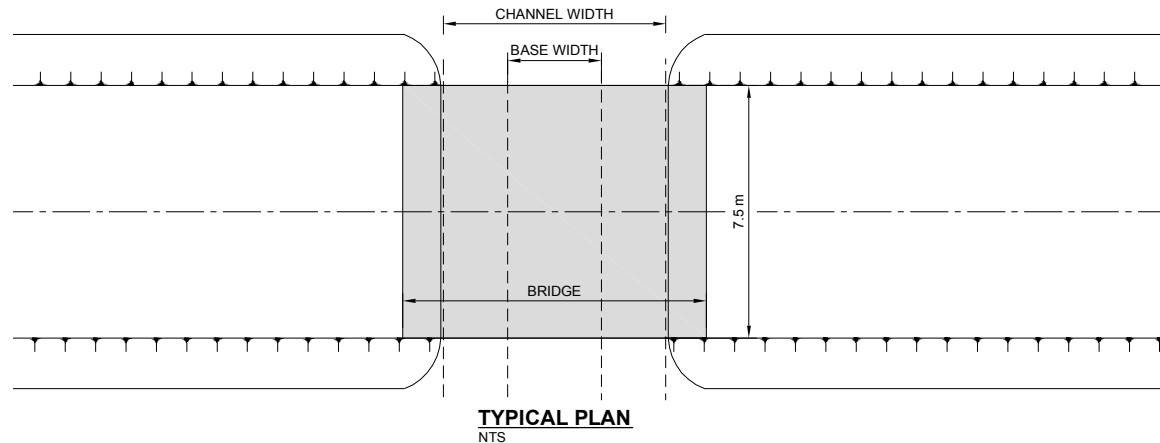 CHANNEL WIDTH
BASE WIDTH
7.5 m
BRIDGE
TYPICAL PLAN
NTS